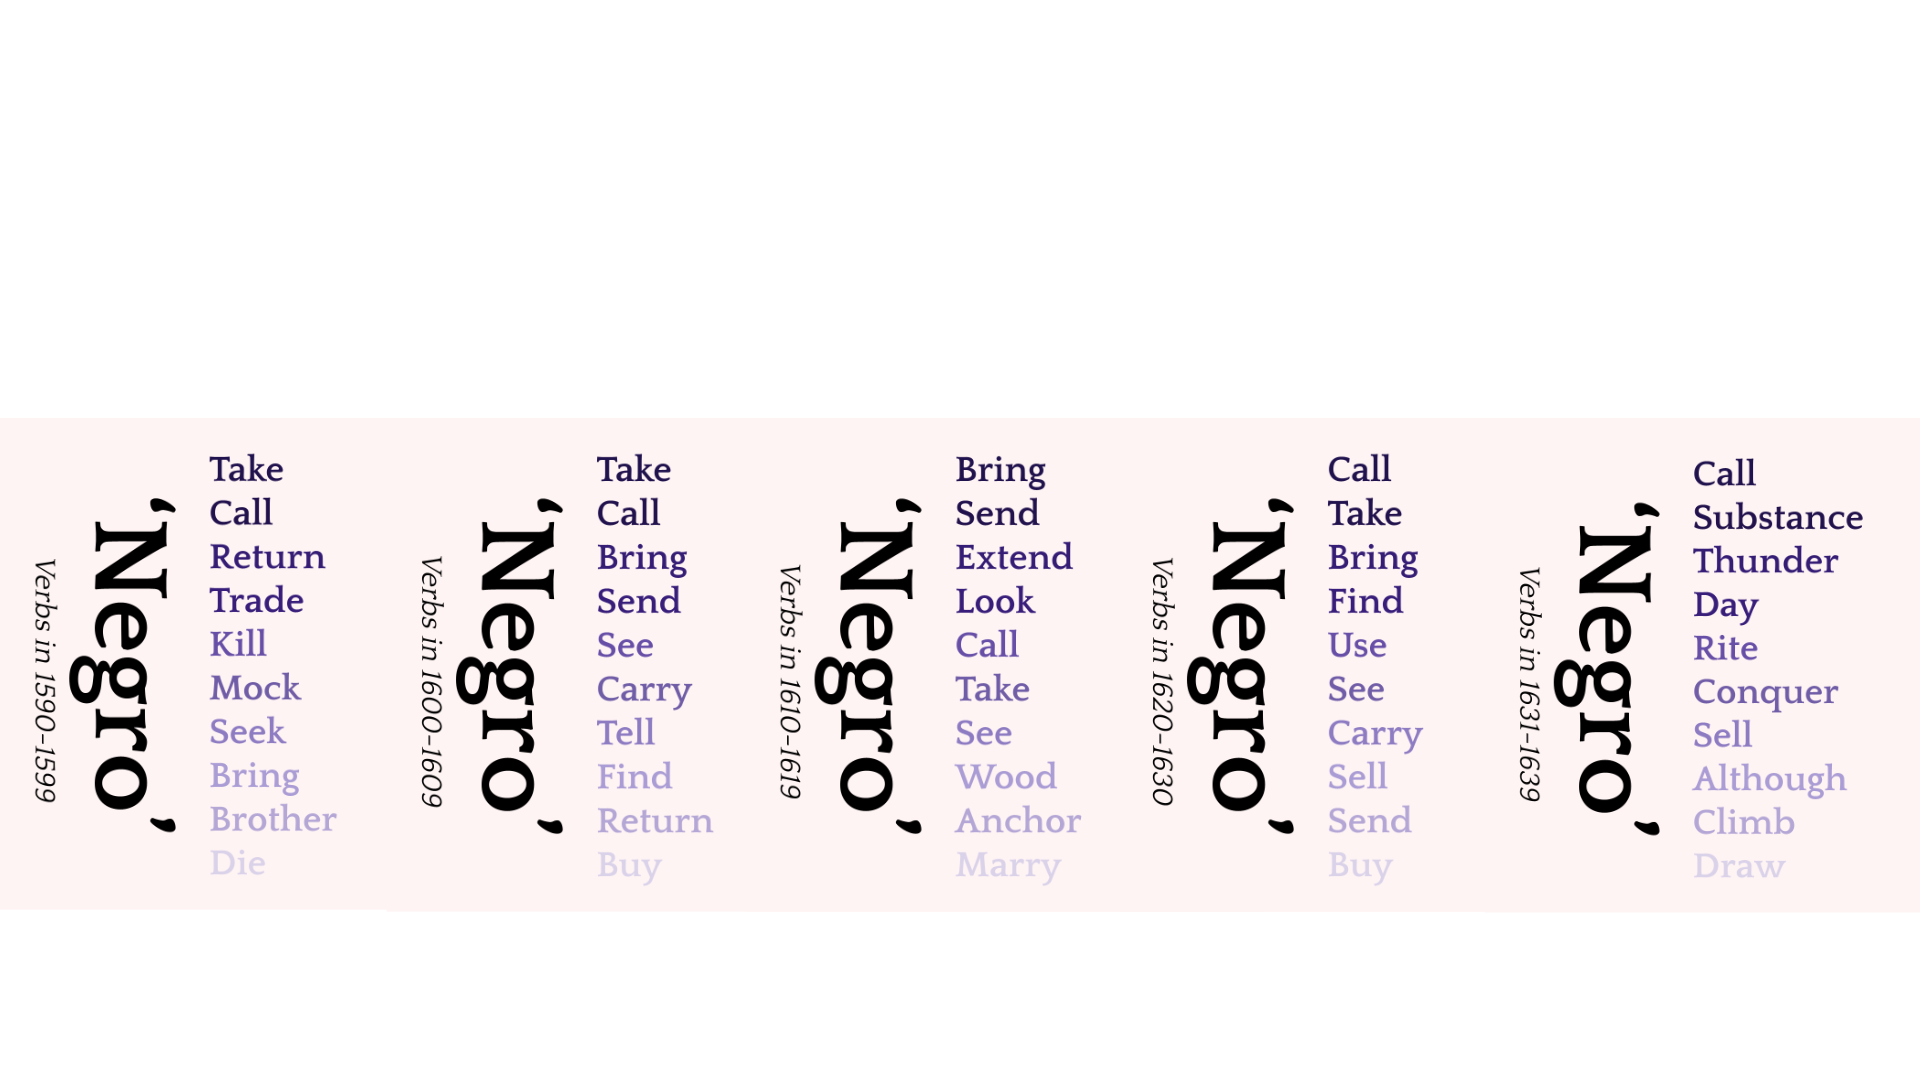 Verbs in 1590-1599
‘Negro’
Take
Call
Return
Trade
Kill
Mock
Seek
Bring
Brother
Die
Verbs in 1600-1609
‘Negro’
Take
Call
Bring
Send
See
Carry
Tell
Find
Return
Buy
Verbs in 1610-1619
‘Negro’
Bring
Send
Extend
Look
Call
Take
See
Wood
Anchor
Marry
Verbs in 1620-1630
‘Negro’
Call
Take
Bring
Find
Use
See
Carry
Sell
Send
Buy
Verbs in 1631-1639
‘Negro’
Call
Substance
Thunder
Day
Rite
Conquer
Sell
Although
Climb
Draw